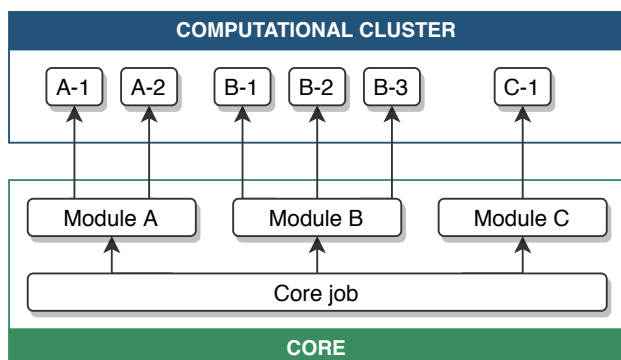 COMPUTATIONAL CLUSTER
A-1 A-2 B-1 B-2 B-3 C-1
Module A Module B Module C
Core job
CORE